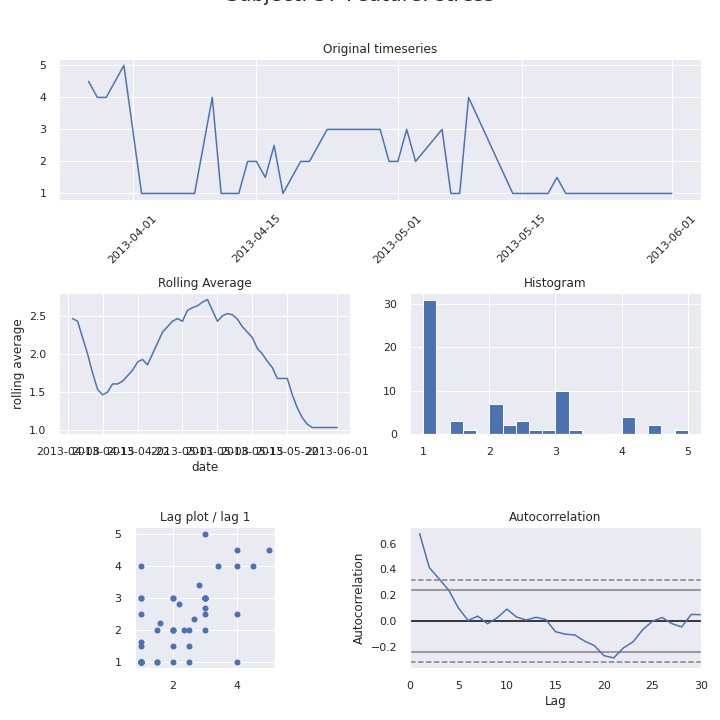 Original timeseries
5
4
3
2
1
2013-04-01
2013-04-15
2013-05-01
2013-05-15
2013-06-01
Rolling Average
Histogram
rolling average
2.5
2.0
1.5
1.0
date
30
20
10
0
1 2 3 4 5
2013-06-01
Lag plot / lag 1
Autocorrelation
5
4
3
2
1
2 4
Autocorrelation
0.6
0.4
0.2
0.0
−0.2
0 5 10 15 20 25 30
Lag